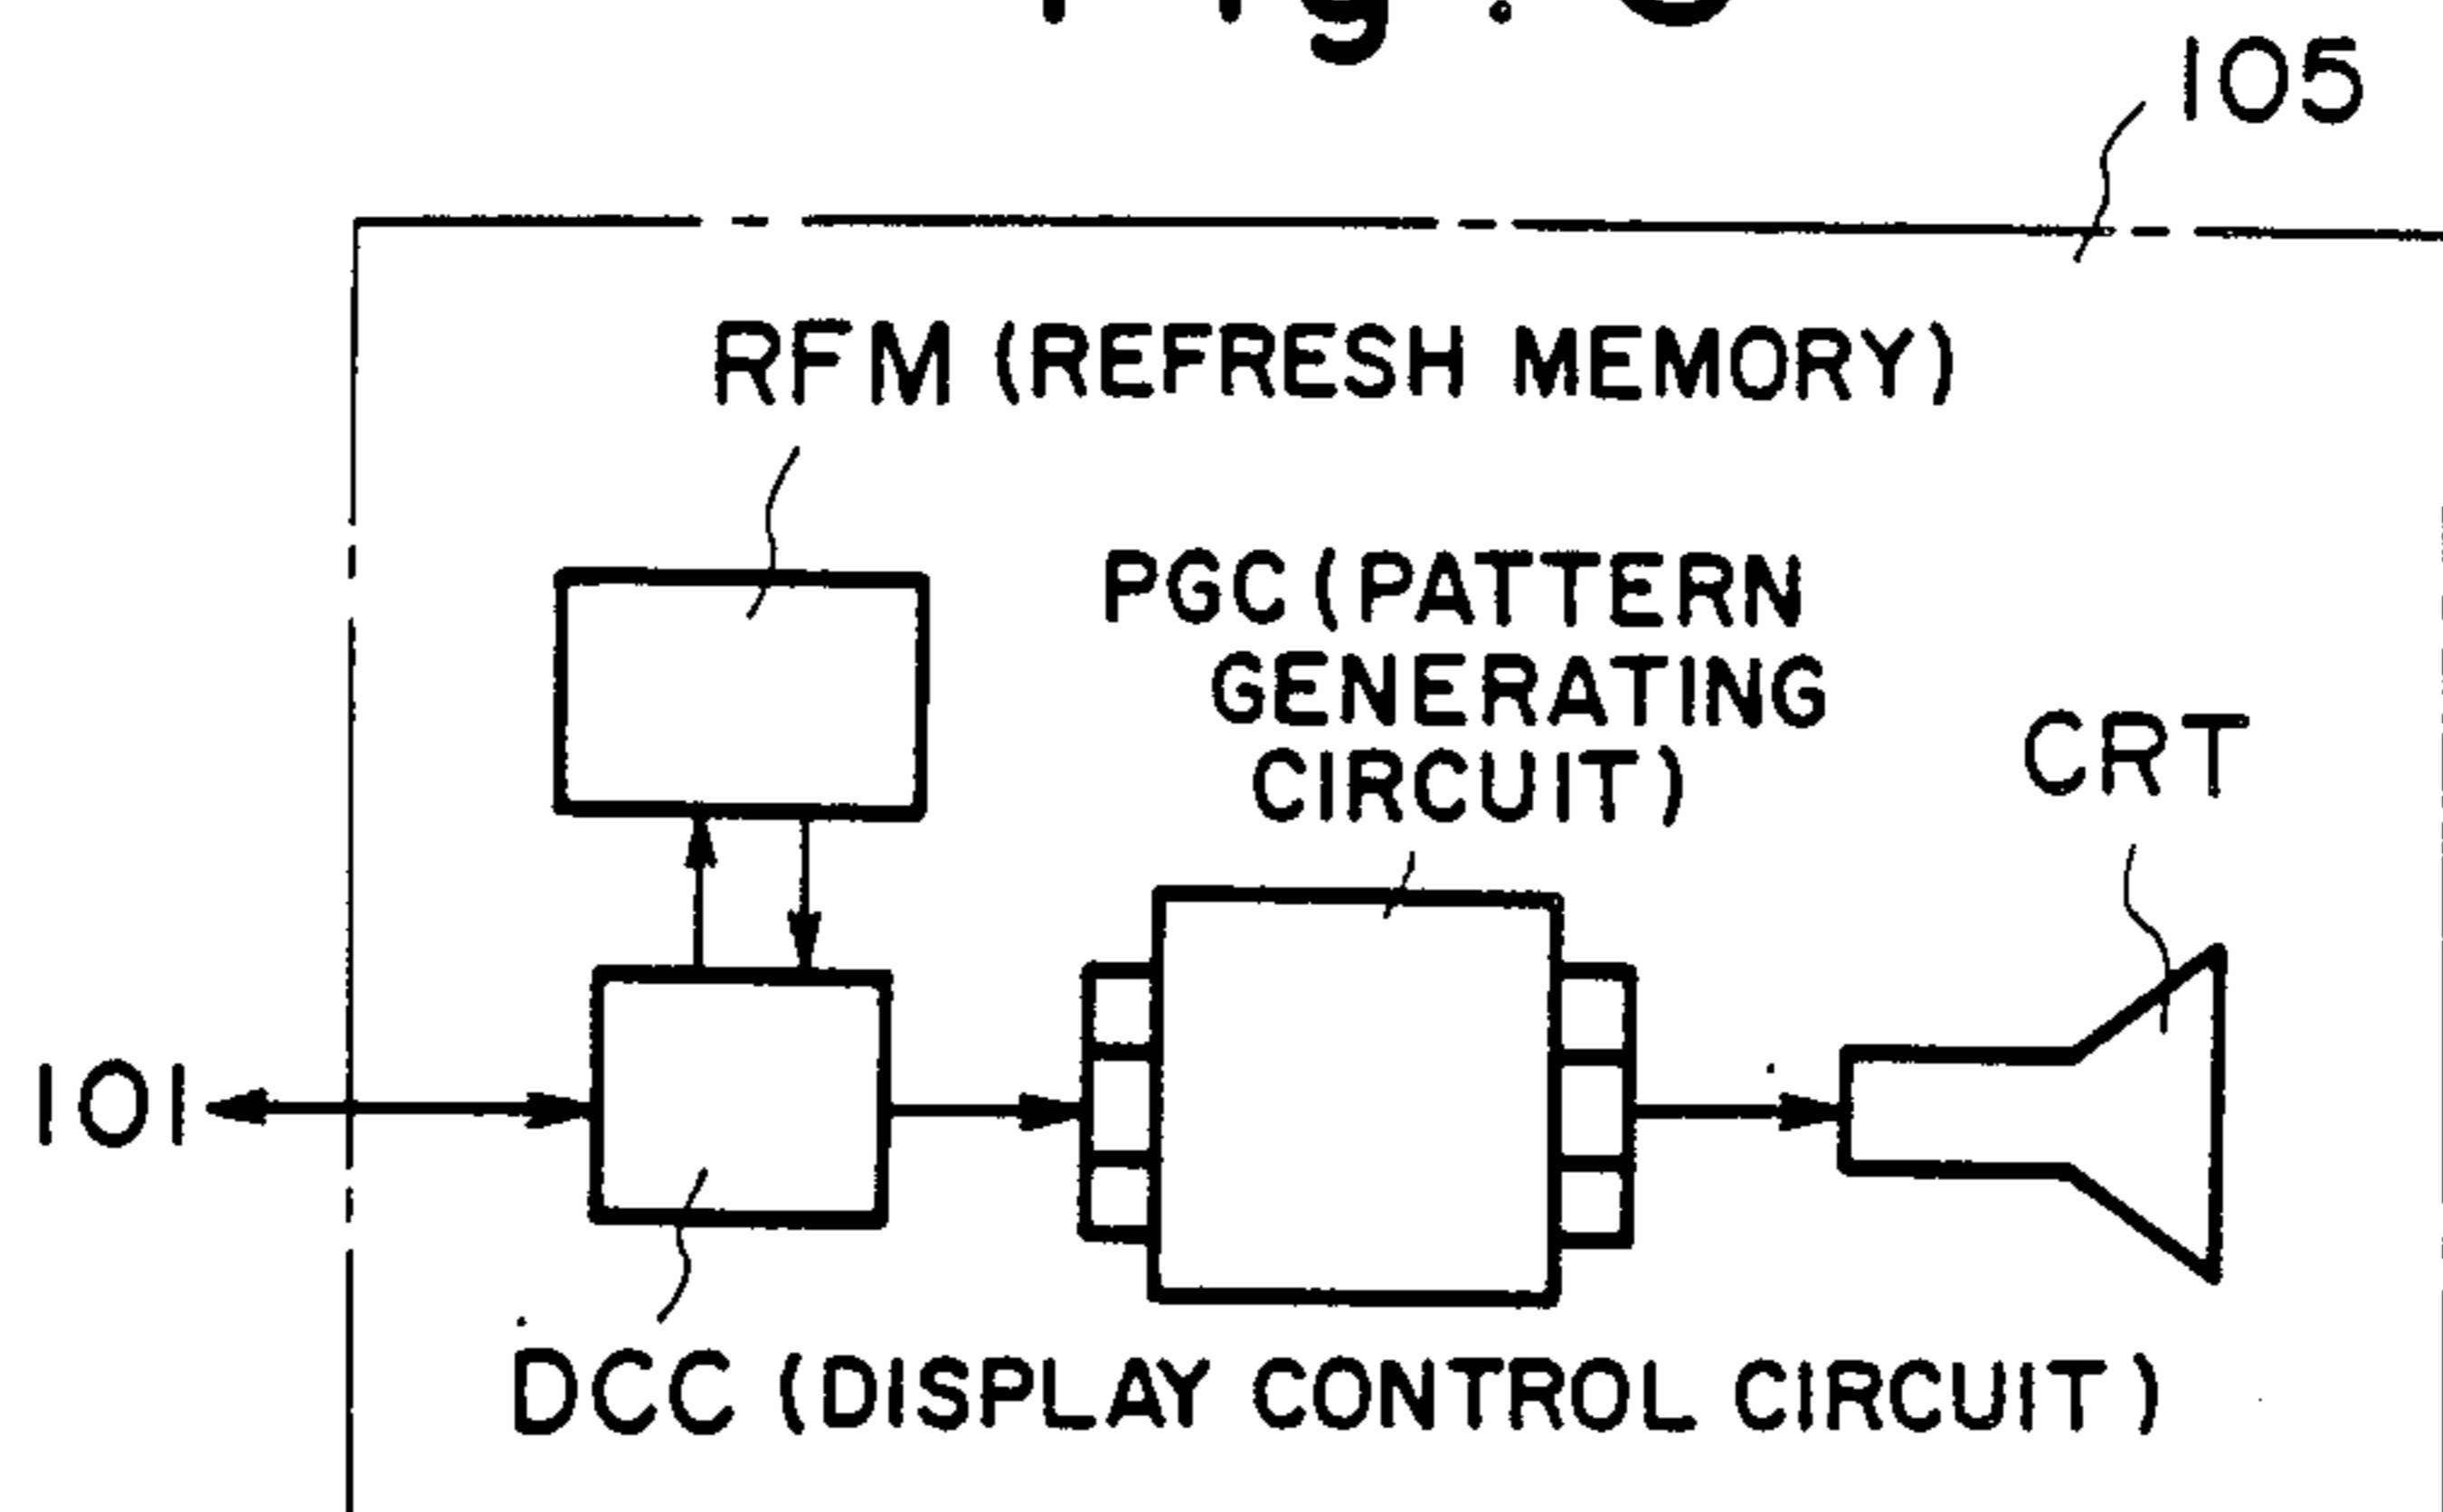 105
RFM (REFRESH MEMORY)
PGC (PATTERN
GENERATING
CIRCUIT)
CRT
101
DCC (DISPLAY CONTROL CIRCUIT)